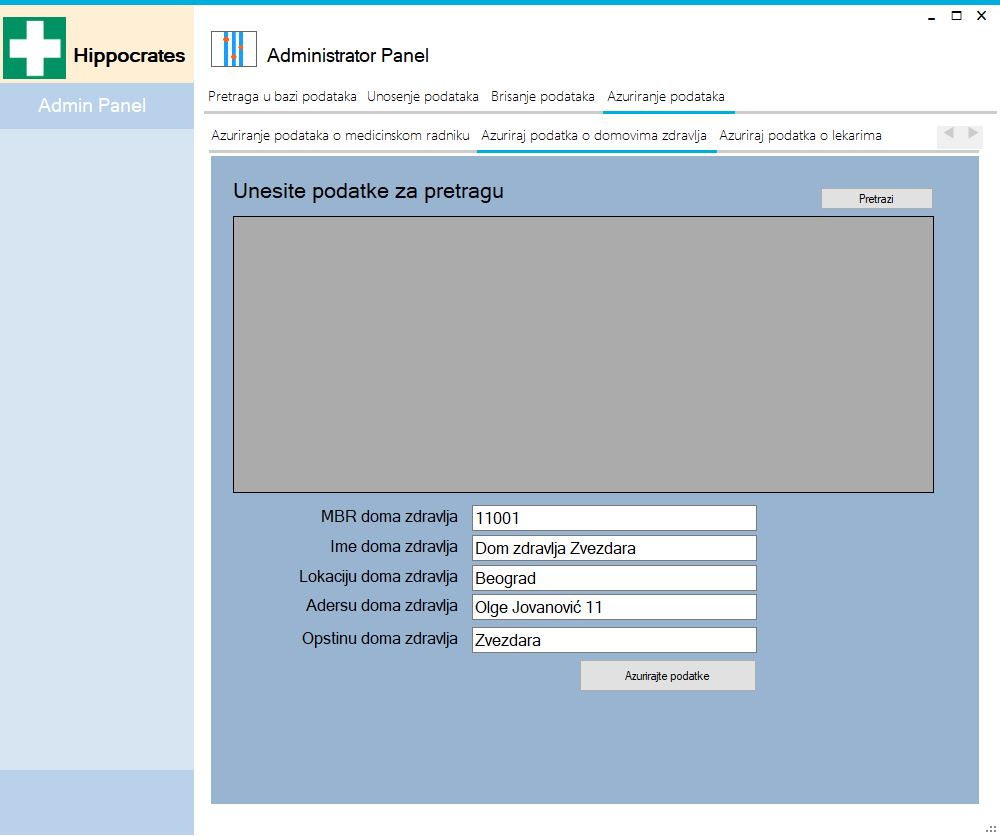 Hippocrates
Administrator Panel
Admin Panel
Pretraga u bazi podataka Unosenje podataka Brisanje podataka Azuriranje podataka
Azuriranje podataka o medicinskom radniku Azuriraj podatka o domovima zdravlja Azuriraj podatka o lekarima
Unesite podatke za pretragu
Pretrazi
MBR doma zdravlja 11001
Ime doma zdravlja Dom zdravlja Zvezdara
Lokaciju doma zdravlja Beograd
Adersu doma zdravlja Olge Jovanović 11
Opstinu doma zdravlja Zvezdara
Azurirajte podatke